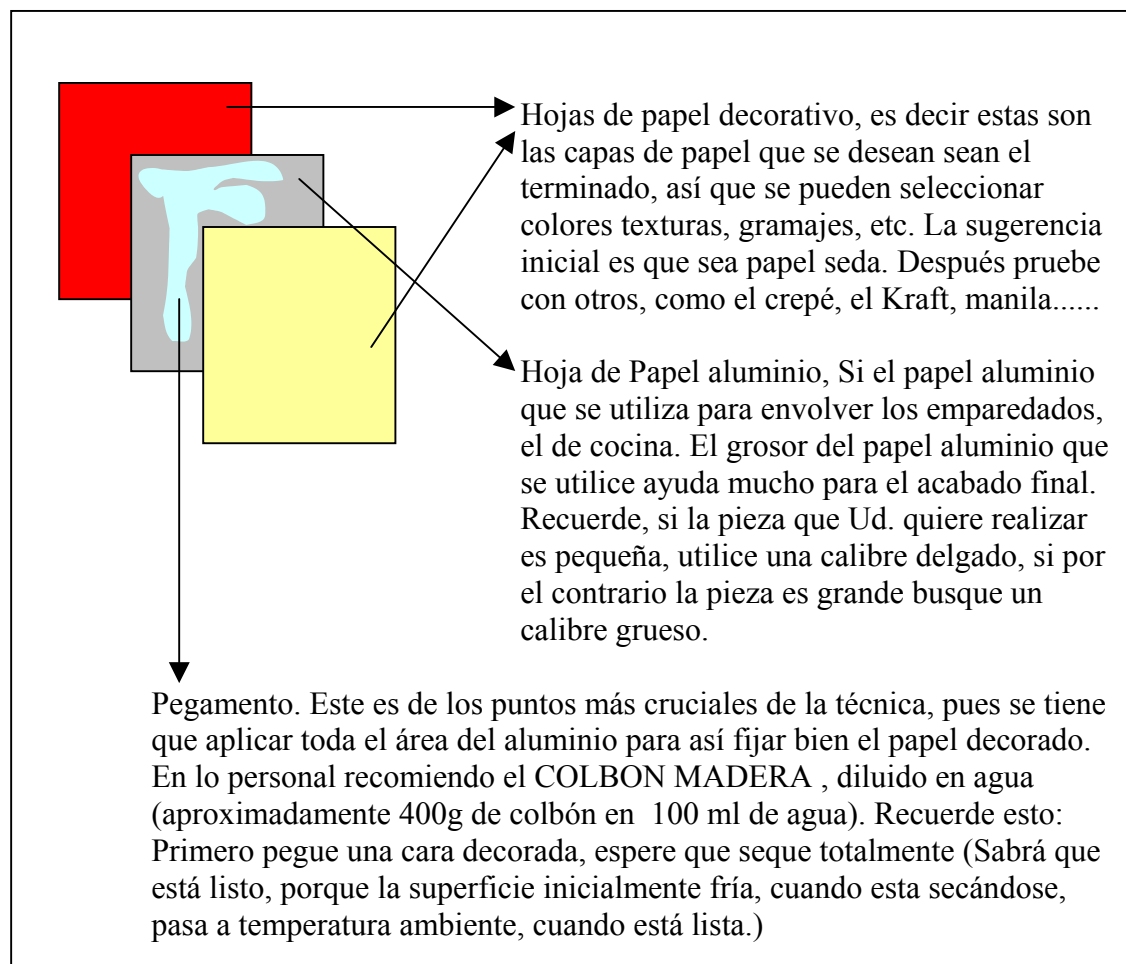 Hojas de papel decorativo, es decir estas son
las capas de papel que se desean sean el
terminado, así que se pueden seleccionar
colores texturas, gramajes, etc. La sugerencia
inicial es que sea papel seda. Después pruebe
con otros, como el crepé, el Kraft, manila......
Hoja de Papel aluminio, Si el papel aluminio
que se utiliza para envolver los emparedados,
el de cocina. El grosor del papel aluminio que
se utilice ayuda mucho para el acabado final.
Recuerde, si la pieza que Ud. quiere realizar
es pequeña, utilice una calibre delgado, si por
el contrario la pieza es grande busque un
calibre grueso.
Pegamento. Este es de los puntos más cruciales de la técnica, pues se tiene
que aplicar toda el área del aluminio para así fijar bien el papel decorado.
En lo personal recomiendo el COLBON MADERA , diluido en agua
(aproximadamente 400g de colbón en  100 ml de agua). Recuerde esto:
Primero pegue una cara decorada, espere que seque totalmente (Sabrá que
está listo, porque la superficie inicialmente fría, cuando esta secándose,
pasa a temperatura ambiente, cuando está lista.)